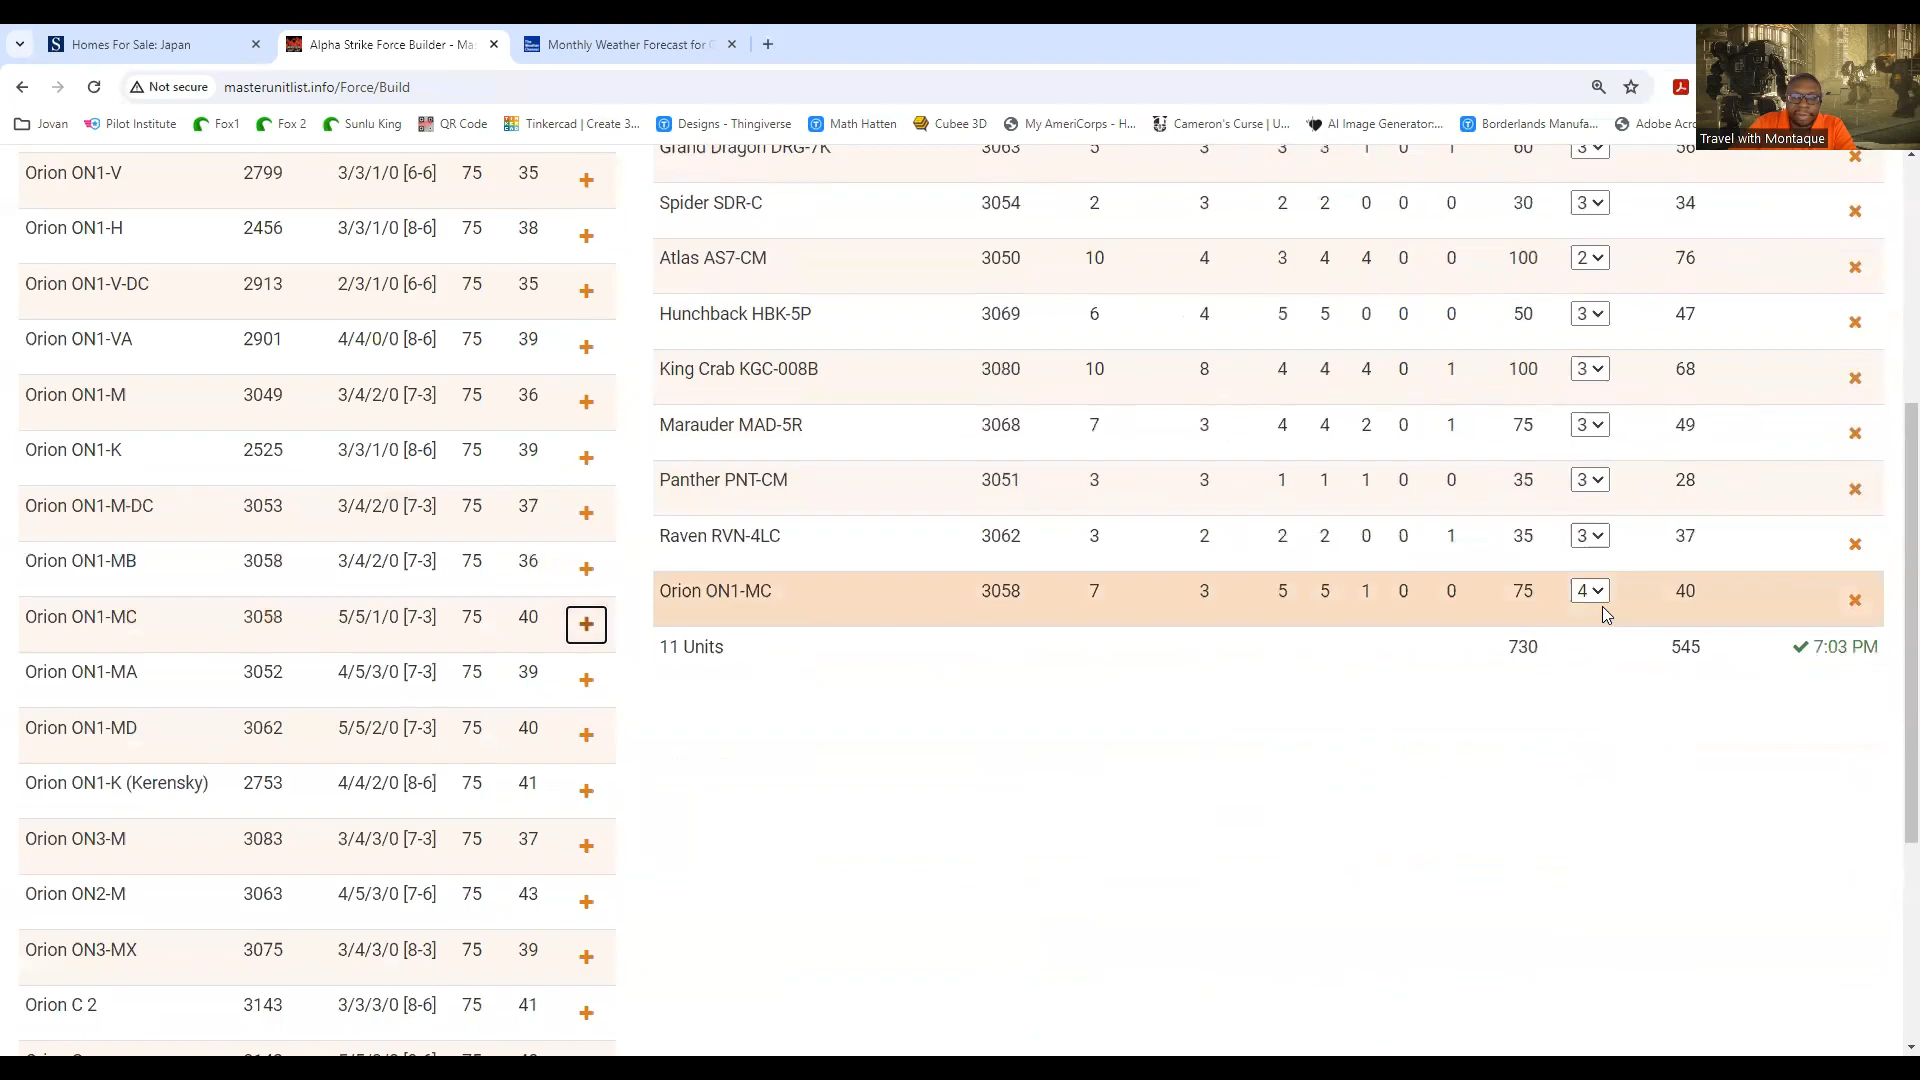 Homes For Sale: Japan
Alpha Strike Force Builder - Ma
Monthly Weather Forecast for
Not secure
masterunitlist.info/Force/Build
Jovan
Pilot Institute
Fox1
Fox 2
Sunlu King
QR Code
Tinkercad | Create 3...
Designs - Thingiverse
Math Hatten
Cubee 3D
My AmeriCorps - H...
Cameron's Curse | U...
AI Image Generator:...
Borderlands Manufa...
Adobe Acro
Travel with Montaque
Orion ON1-V 2799 3/3/1/0 [6-6] 75 35
Orion ON1-H 2456 3/3/1/0 [8-6] 75 38
Orion ON1-V-DC 2913 2/3/1/0 [6-6] 75 35
Orion ON1-VA 2901 4/4/0/0 [8-6] 75 39
Orion ON1-M 3049 3/4/2/0 [7-3] 75 36
Orion ON1-K 2525 3/3/1/0 [8-6] 75 39
Orion ON1-M-DC 3053 3/4/2/0 [7-3] 75 37
Orion ON1-MB 3058 3/4/2/0 [7-3] 75 36
Orion ON1-MC 3058 5/5/1/0 [7-3] 75 40
Orion ON1-MA 3052 4/5/3/0 [7-3] 75 39
Orion ON1-MD 3062 5/5/2/0 [7-3] 75 40
Orion ON1-K (Kerensky) 2753 4/4/2/0 [8-6] 75 41
Orion ON3-M 3083 3/4/3/0 [7-3] 75 37
Orion ON2-M 3063 4/5/3/0 [7-6] 75 43
Orion ON3-MX 3075 3/4/3/0 [8-3] 75 39
Orion C 2 3143 3/3/3/0 [8-6] 75 41
Grand Dragon DRG-7K 3063 5 3 3 3 1 0 1 60 3 56
Spider SDR-C 3054 2 3 2 2 0 0 0 30 3 34
Atlas AS7-CM 3050 10 4 3 4 4 0 0 100 2 76
Hunchback HBK-5P 3069 6 4 5 5 0 0 0 50 3 47
King Crab KGC-008B 3080 10 8 4 4 4 0 1 100 3 68
Marauder MAD-5R 3068 7 3 4 4 2 0 1 75 3 49
Panther PNT-CM 3051 3 3 1 1 1 0 0 35 3 28
Raven RVN-4LC 3062 3 2 2 2 0 0 1 35 3 37
Orion ON1-MC 3058 7 3 5 5 1 0 0 75 4 40
11 Units 730 545 7:03 PM